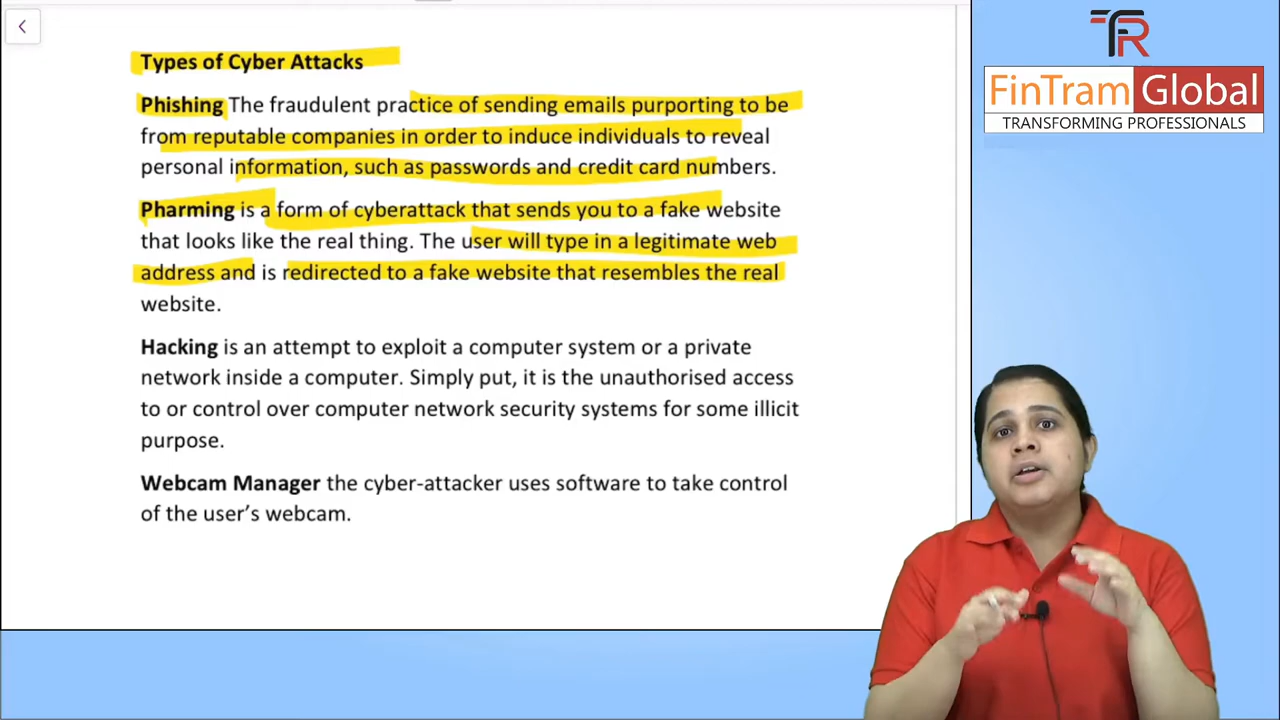 Types of Cyber Attacks
Phishing The fraudulent practice of sending emails purporting to be
from reputable companies in order to induce individuals to reveal
personal information, such as passwords and credit card numbers.
Pharming is a form of cyberattack that sends you to a fake website
that looks like the real thing. The user will type in a legitimate web
address and is redirected to a fake website that resembles the real
website.
Hacking is an attempt to exploit a computer system or a private
network inside a computer. Simply put, it is the unauthorised access
to or control over computer network security systems for some illicit
purpose.
Webcam Manager the cyber-attacker uses software to take control
of the user’s webcam.
FinTram Global
TRANSFORMING PROFESSIONALS